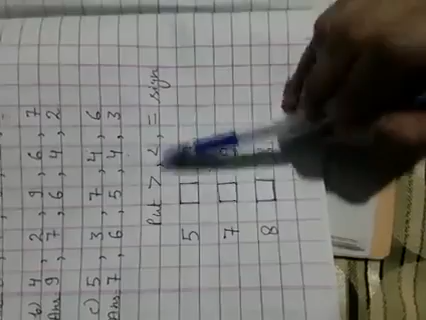 b) 4, 2, 9, 6, 7
Ans. 9, 7, 6, 4, 2
c) 5, 3, 7, 4, 6
Ans. 7, 6, 5, 4, 3
Put >, <, = sign
5 □
7 □
8 □